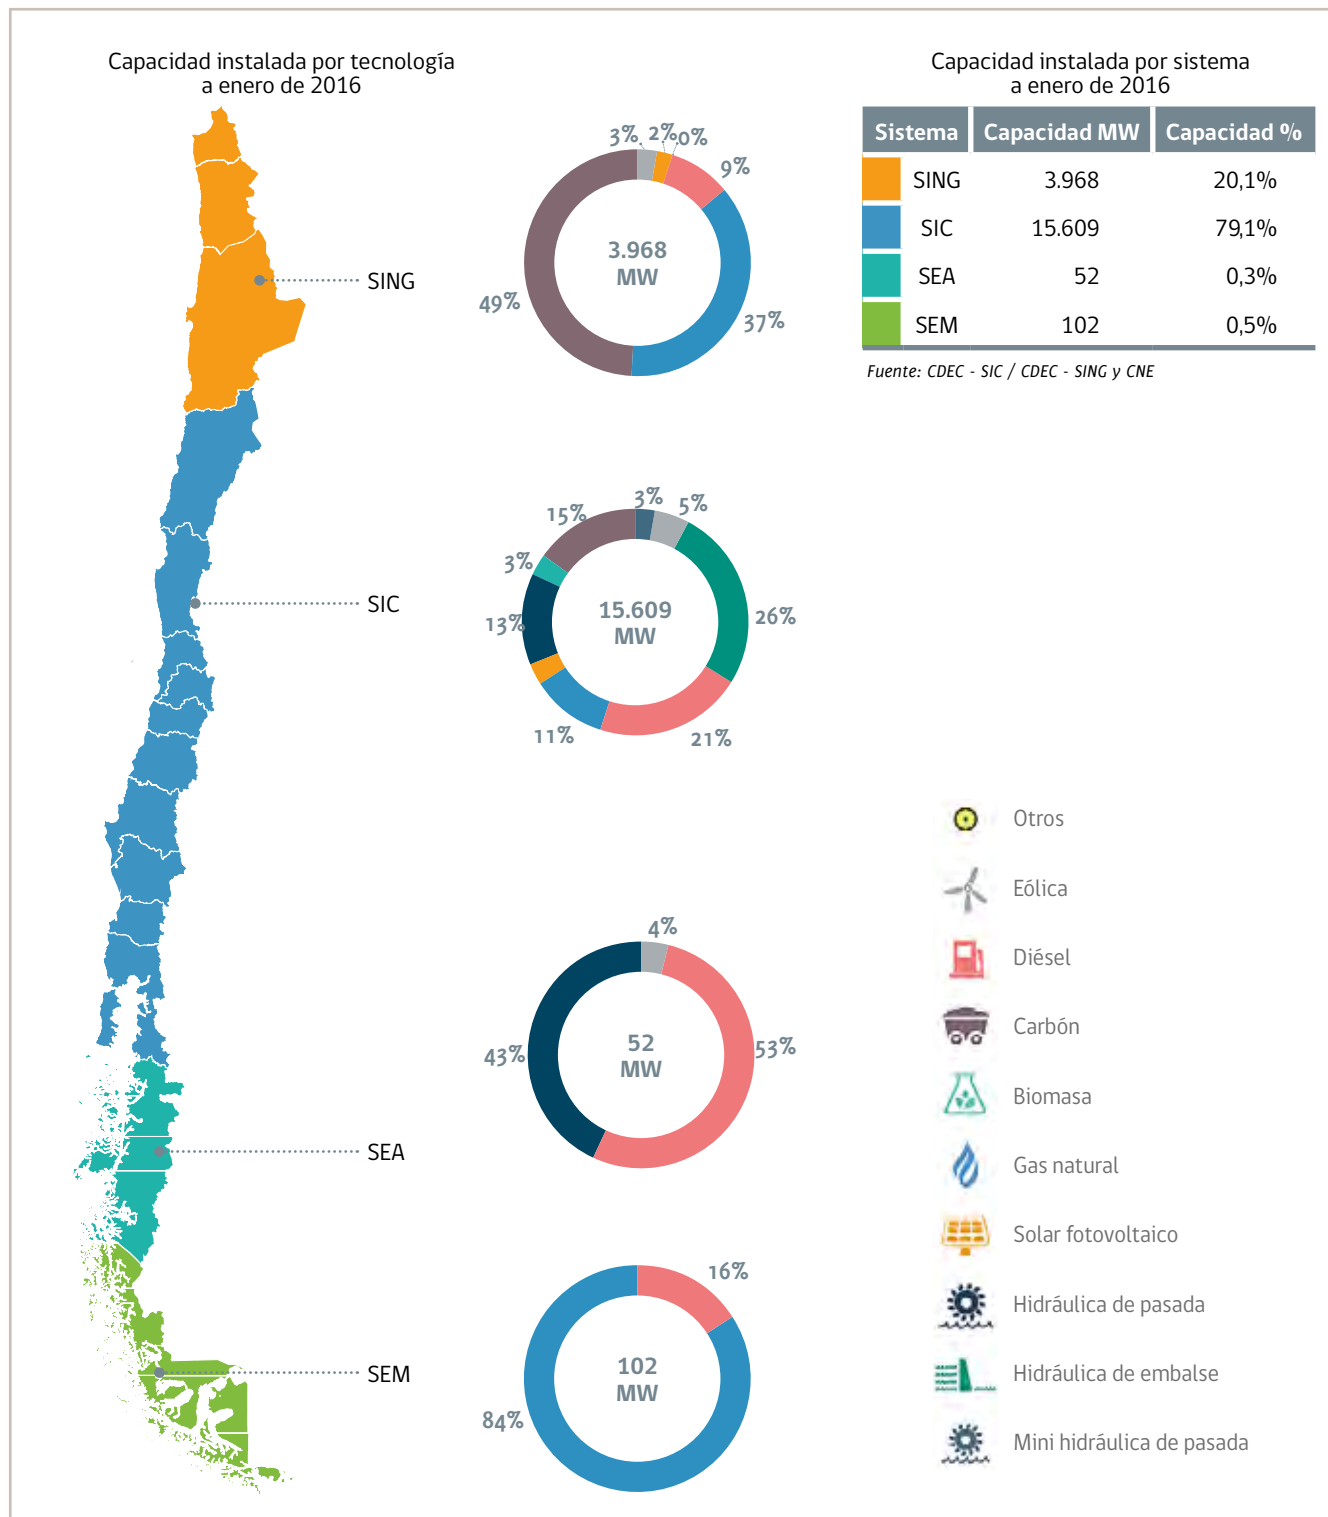 Capacidad instalada por tecnología
a enero de 2016
Capacidad instalada por sistema
a enero de 2016
Sistema Capacidad MW Capacidad %
SING 3.968 20,1%
SIC 15.609 79,1%
SEA 52 0,3%
SEM 102 0,5%
Fuente: CDEC - SIC / CDEC - SING y CNE
SING
3% 2% 0%
9%
3.968
MW
49%
37%
SIC
3% 5%
15%
3%
15.609
MW
26%
13%
11%
21%
SEA
4%
52
MW
43%
53%
SEM
16%
102
MW
84%
Otros
Eólica
Diésel
Carbón
Biomasa
Gas natural
Solar fotovoltaico
Hidráulica de pasada
Hidráulica de embalse
Mini hidráulica de pasada